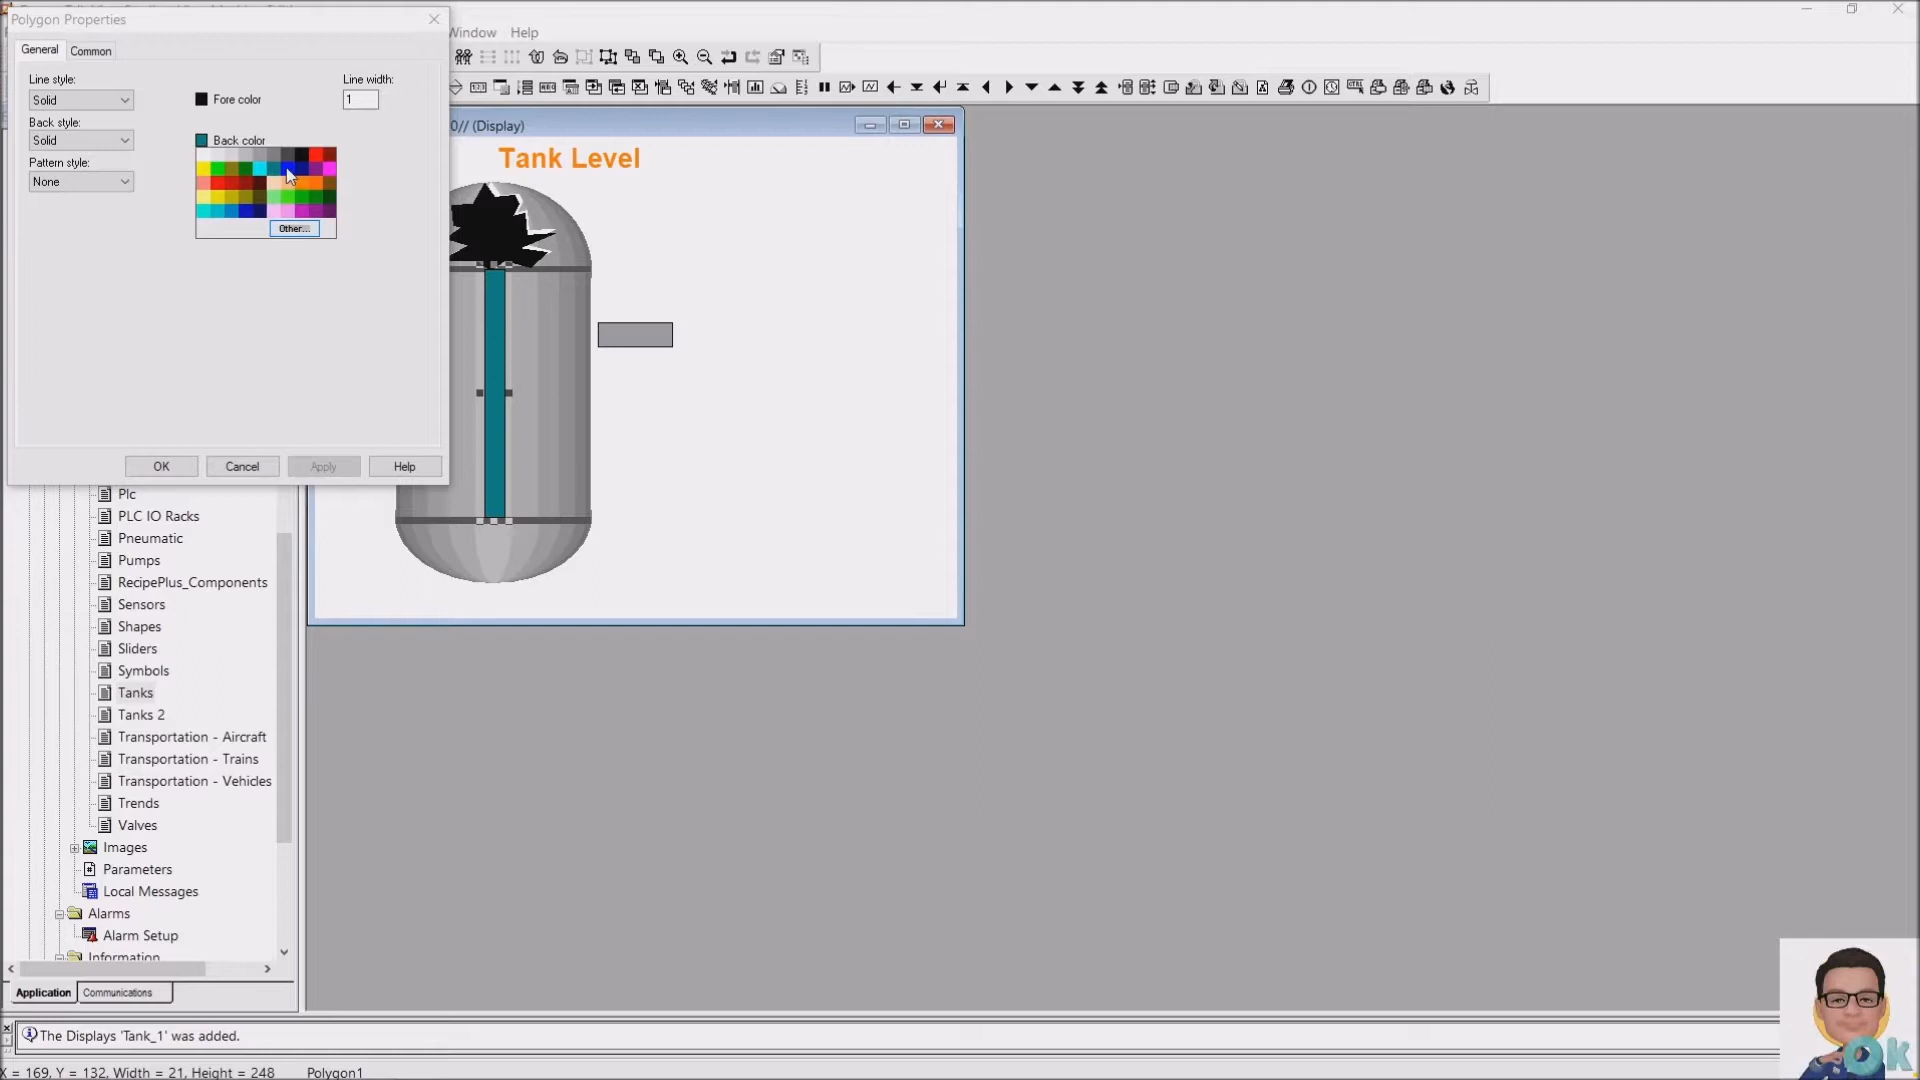 Polygon Properties
Window Help
General Common
Line style: Line width:
Solid Fore color 1
Back style:
Solid Back color
Pattern style:
None
Other...
OK Cancel Apply Help
0// (Display)
Tank Level
Plc
PLC IO Racks
Pneumatic
Pumps
RecipePlus_Components
Sensors
Shapes
Sliders
Symbols
Tanks
Tanks 2
Transportation - Aircraft
Transportation - Trains
Transportation - Vehicles
Trends
Valves
Images
Parameters
Local Messages
Alarms
Alarm Setup
Information
Application Communications
The Displays 'Tank_1' was added.
X = 169, Y = 132, Width = 21, Height = 248 Polygon1
Ok